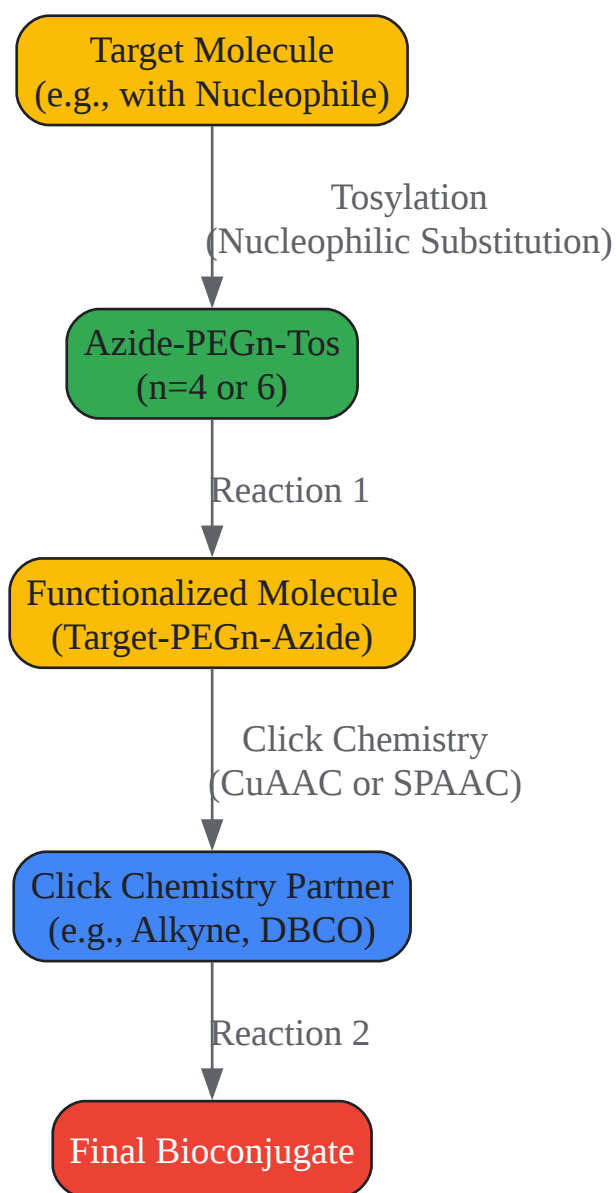 Target Molecule
(e.g., with Nucleophile)
Tosylation
(Nucleophilic Substitution)
Azide-PEGn-Tos
(n=4 or 6)
Reaction 1
Functionalized Molecule
(Target-PEGn-Azide)
Click Chemistry
(CuAAC or SPAAC)
Click Chemistry Partner
(e.g., Alkyne, DBCO)
Reaction 2
Final Bioconjugate